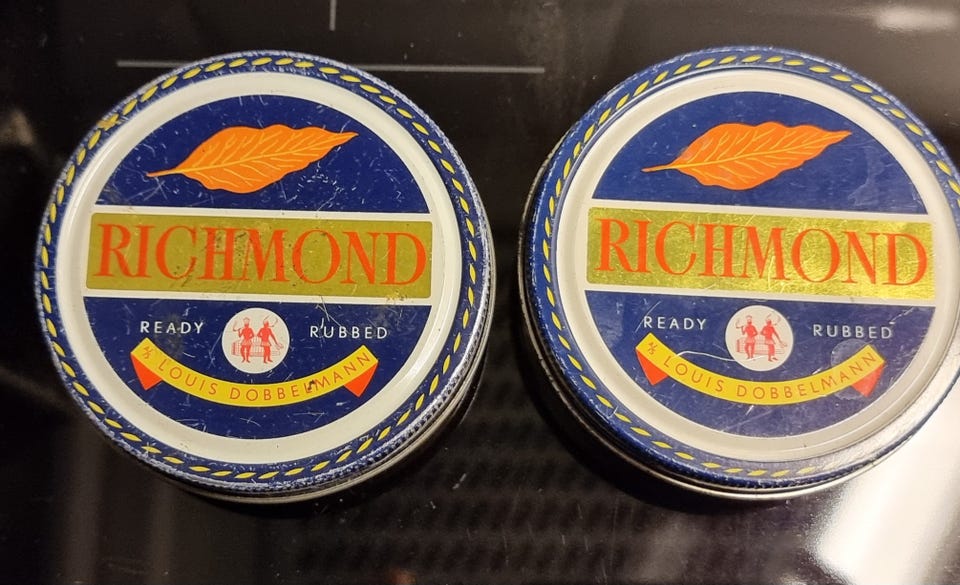 RICHMOND
READY RUBBED
A/S LOUIS DOBBELMANN
RICHMOND
READY RUBBED
A/S LOUIS DOBBELMANN